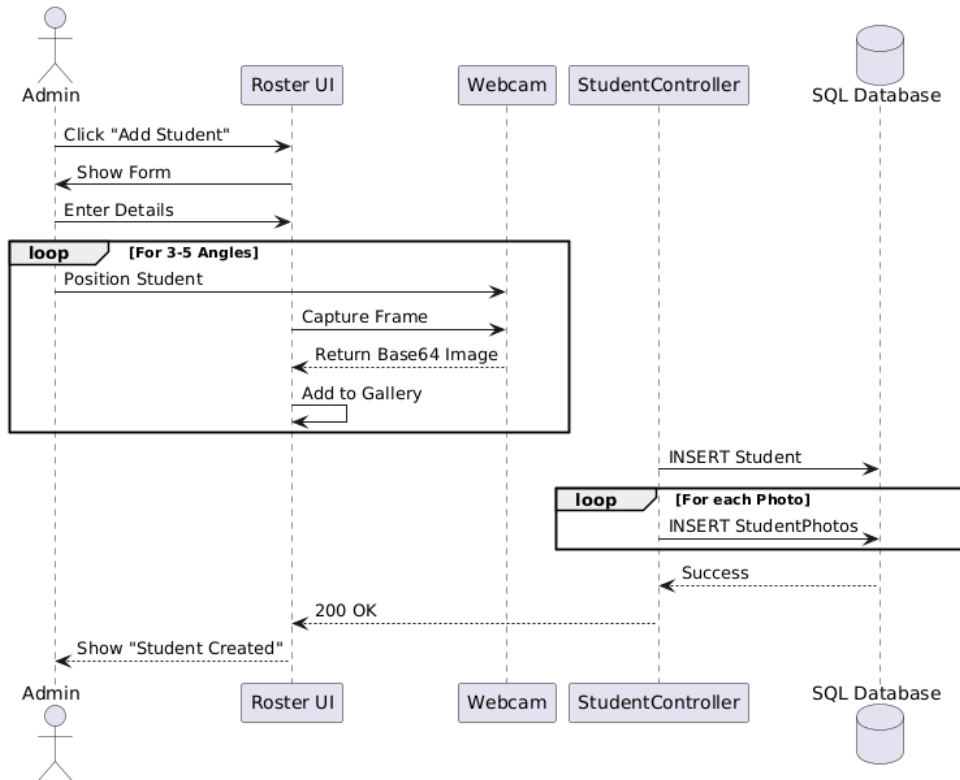 Admin
Roster UI
Webcam
StudentController
SQL Database
Click "Add Student"
Show Form
Enter Details
loop [For 3-5 Angles]
Position Student
Capture Frame
Return Base64 Image
Add to Gallery
INSERT Student
loop [For each Photo]
INSERT StudentPhotos
Success
200 OK
Show "Student Created"
Admin
Roster UI
Webcam
StudentController
SQL Database